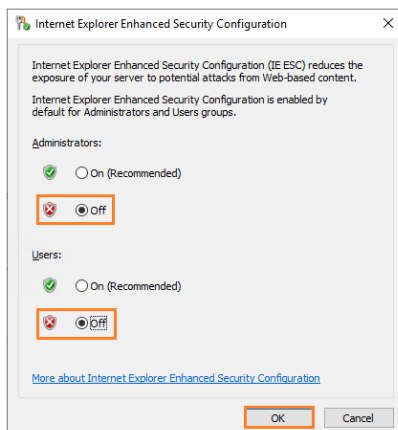 Internet Explorer Enhanced Security Configuration
Internet Explorer Enhanced Security Configuration (IE ESC) reduces the
exposure of your server to potential attacks from Web-based content.
Internet Explorer Enhanced Security Configuration is enabled by
default for Administrators and Users groups.
Administrators:
On (Recommended)
Off
Users:
On (Recommended)
Off
More about Internet Explorer Enhanced Security Configuration
OK Cancel